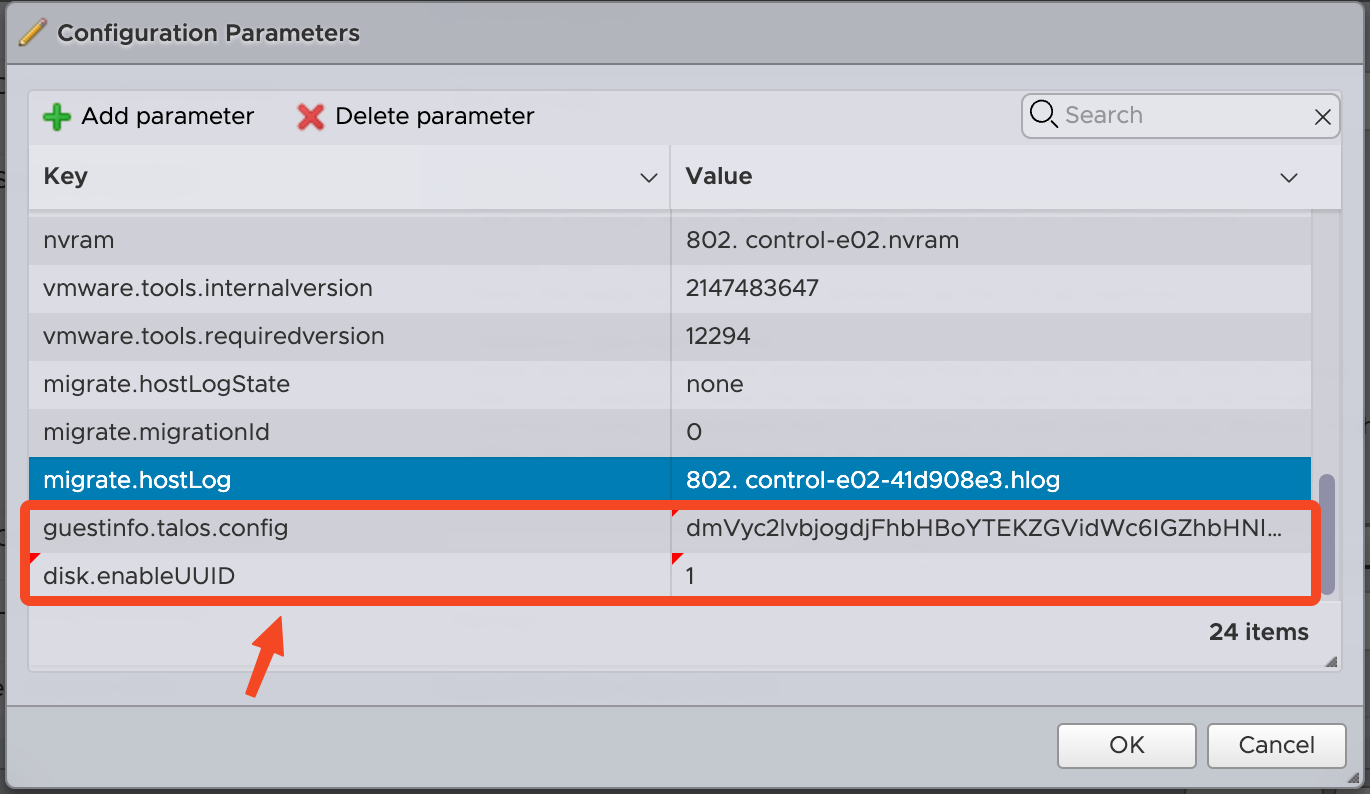 Configuration Parameters
Add parameter Delete parameter Search
Key Value
nvram 802. control-e02.nvram
vmware.tools.internalversion 2147483647
vmware.tools.requiredversion 12294
migrate.hostLogState none
migrate.migrationId 0
migrate.hostLog 802. control-e02-41d908e3.hlog
guestinfo.talos.config dmVyc2lvbjogdjFhbHBoYTEKZGVidWc6IGZhbHNl...
disk.enableUUID 1
24 items
OK Cancel